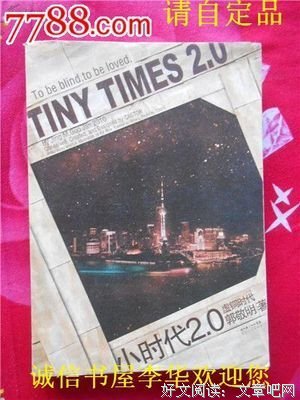 7788.com
请自定品
To be blind.to be loved.
TINY TIMES 2.0
小时代2.0
虚铜时代
郭敬明·著
诚信书屋李华欢迎您
好文阅读：文章吧网